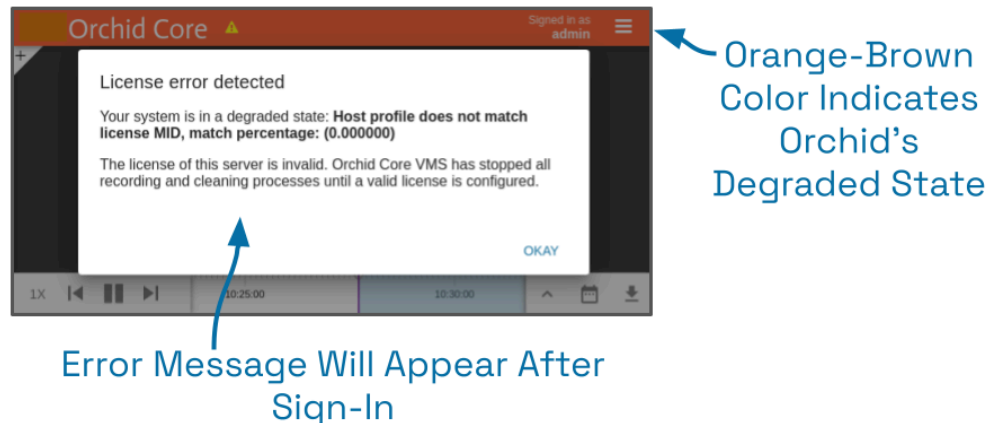 Orchid Core
Signed in as
admin
License error detected
Your system is in a degraded state: Host profile does not match
license MID, match percentage: (0.000000)
The license of this server is invalid. Orchid Core VMS has stopped all
recording and cleaning processes until a valid license is configured.
OKAY
1X
10:25:00
10:30:00
Orange-Brown
Color Indicates
Orchid's
Degraded State
Error Message Will Appear After
Sign-In